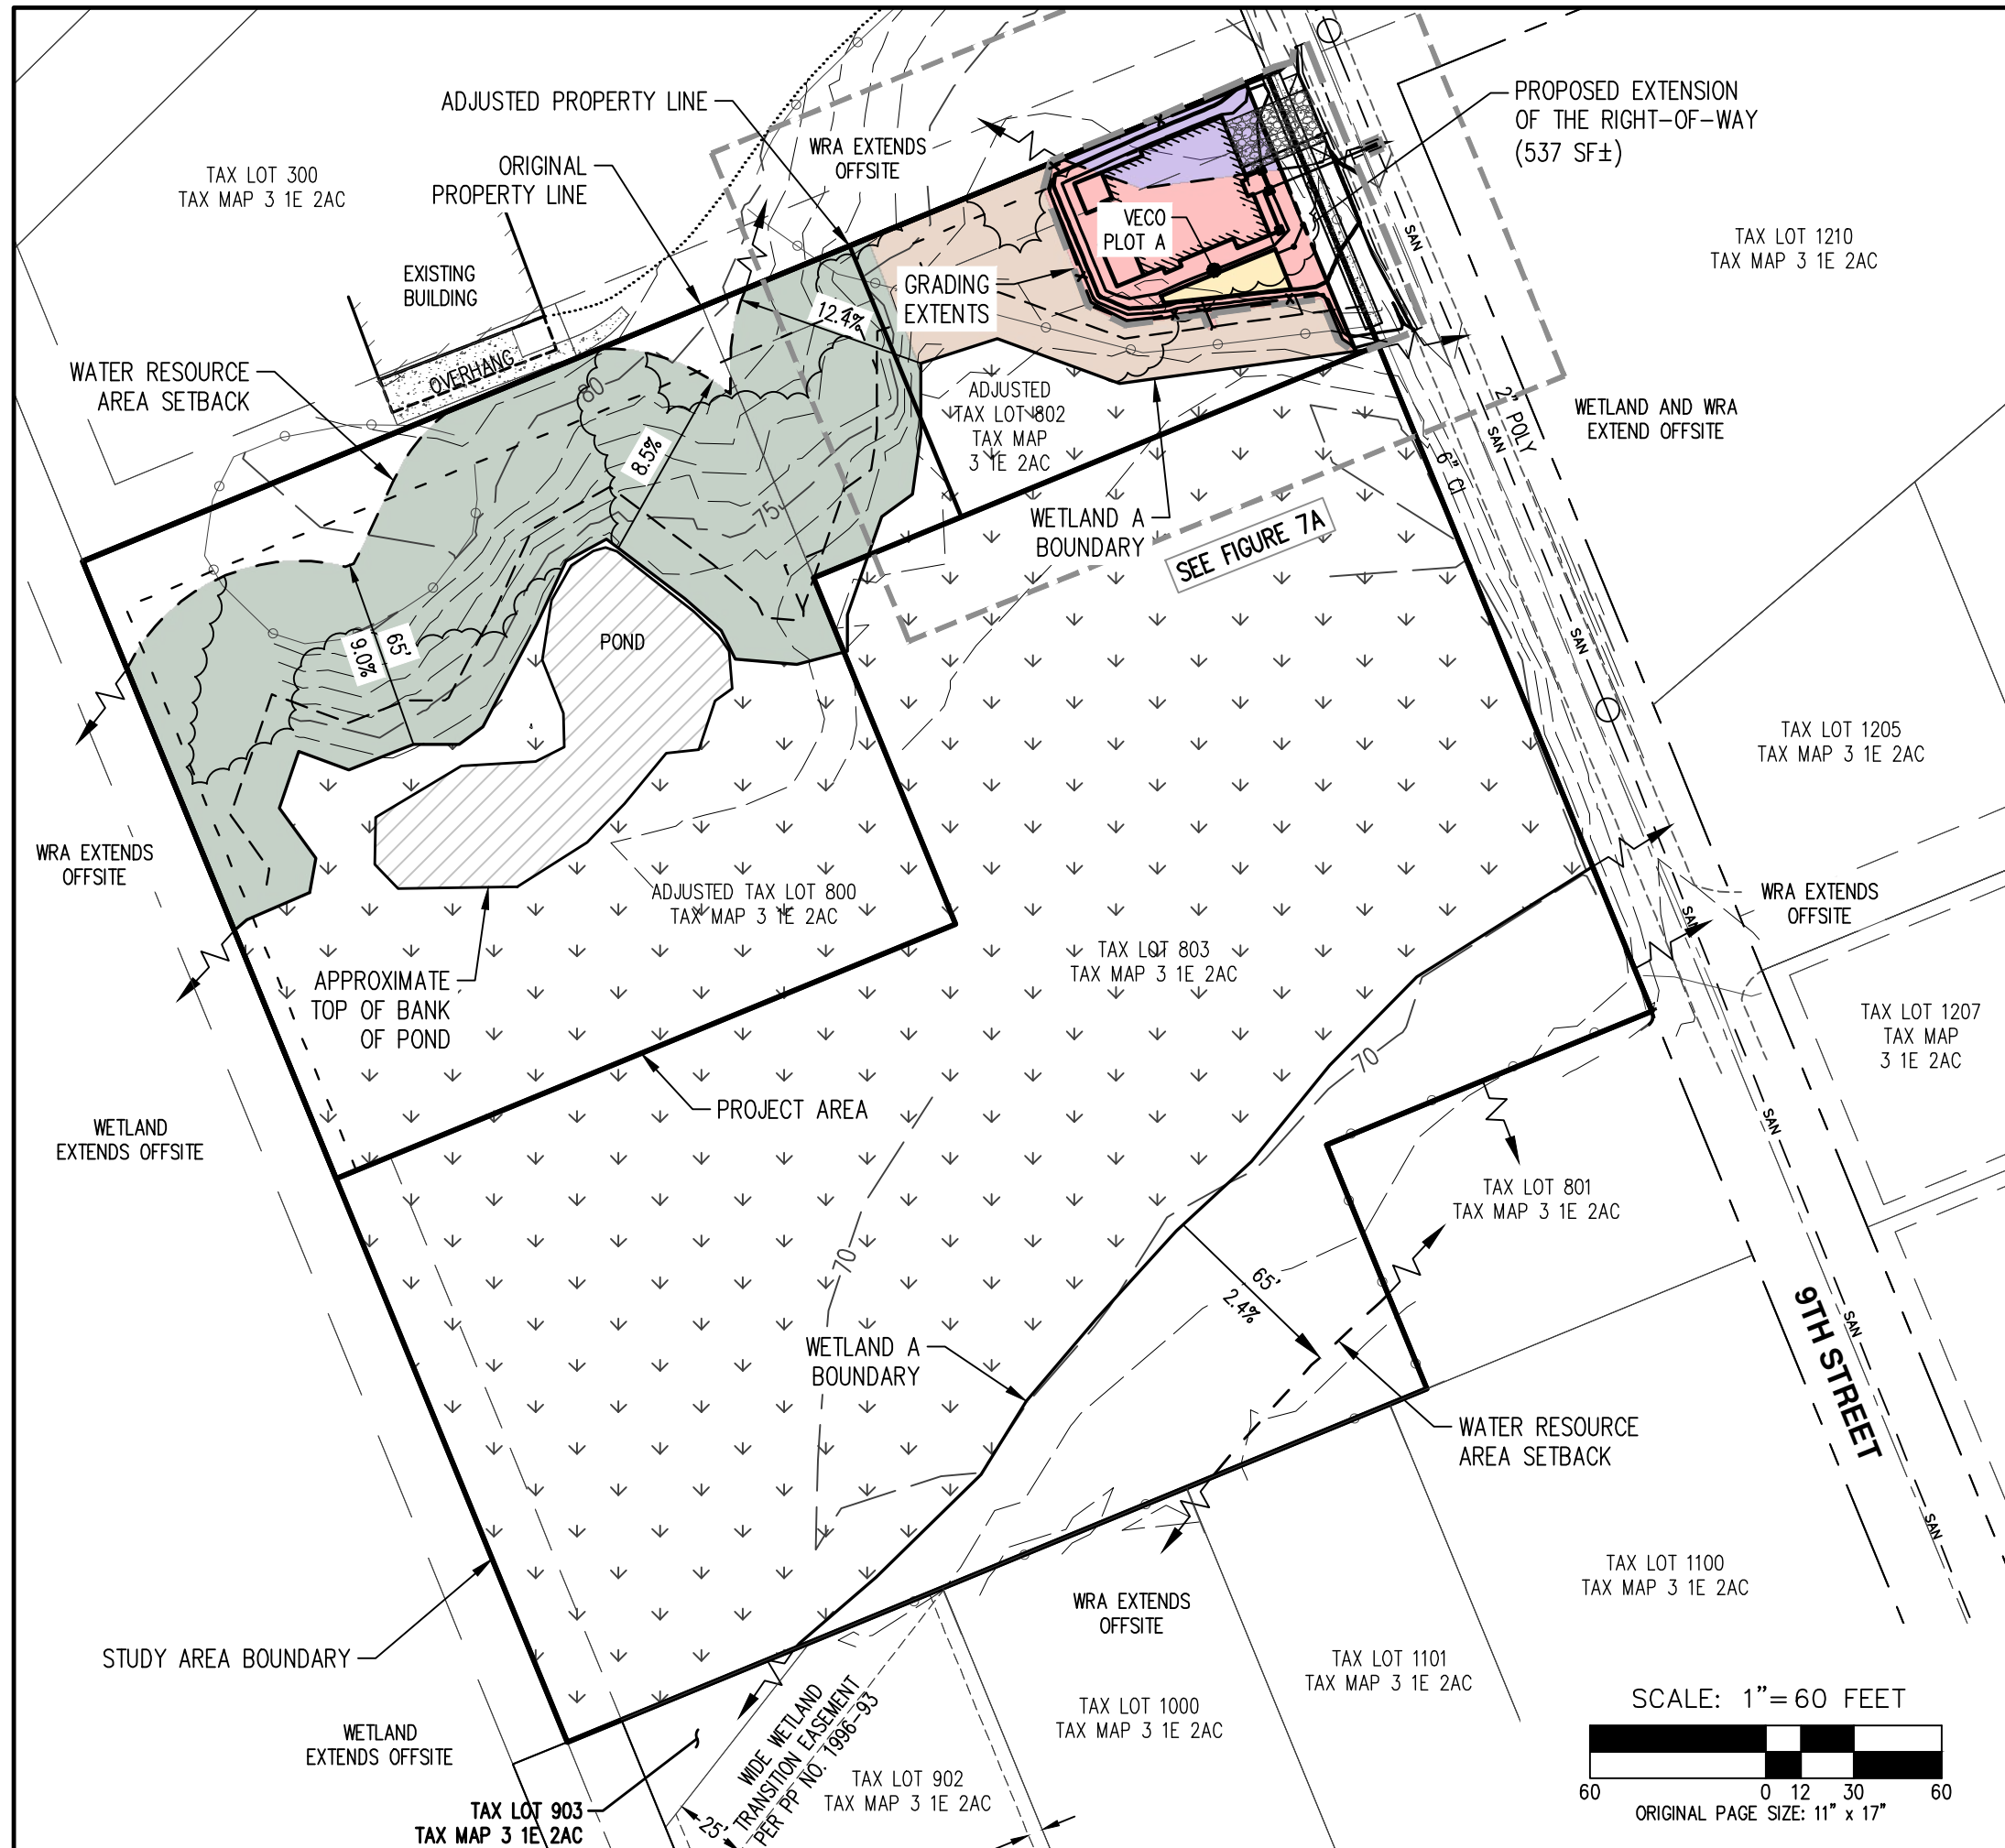 ADJUSTED PROPERTY LINE
ORIGINAL
PROPERTY LINE
WRA EXTENDS
OFFSITE
PROPOSED EXTENSION
OF THE RIGHT-OF-WAY
(537 SF±)
TAX LOT 300
TAX MAP 3 1E 2AC
EXISTING
BUILDING
OVERHANG
WATER RESOURCE
AREA SETBACK
VECO
PLOT A
GRADING
EXTENTS
SAN
TAX LOT 1210
TAX MAP 3 1E 2AC
12.4%
80
8.5%
75
ADJUSTED
TAX LOT 802
TAX MAP
3 1E 2AC
2" POLY
SAN
6" CI
WETLAND AND WRA
EXTEND OFFSITE
WETLAND A
BOUNDARY
SEE FIGURE 7A
65'
9.0%
POND
SAN
TAX LOT 1205
TAX MAP 3 1E 2AC
WRA EXTENDS
OFFSITE
ADJUSTED TAX LOT 800
TAX MAP 3 1E 2AC
WRA EXTENDS
OFFSITE
SAN
TAX LOT 803
TAX MAP 3 1E 2AC
APPROXIMATE
TOP OF BANK
OF POND
TAX LOT 1207
TAX MAP
3 1E 2AC
70
PROJECT AREA
WETLAND
EXTENDS OFFSITE
SAN
TAX LOT 801
TAX MAP 3 1E 2AC
70
65'
2.4%
9TH STREET
SAN
WETLAND A
BOUNDARY
WATER RESOURCE
AREA SETBACK
SAN
TAX LOT 1100
TAX MAP 3 1E 2AC
WRA EXTENDS
OFFSITE
STUDY AREA BOUNDARY
TAX LOT 1101
TAX MAP 3 1E 2AC
TAX LOT 1000
TAX MAP 3 1E 2AC
WETLAND
EXTENDS OFFSITE
25'
WIDE WETLAND
TRANSITION EASEMENT
PER PP NO. 1996-93
TAX LOT 902
TAX MAP 3 1E 2AC
TAX LOT 903
TAX MAP 3 1E 2AC
SCALE: 1"=60 FEET
60 0 12 30 60
ORIGINAL PAGE SIZE: 11" x 17"